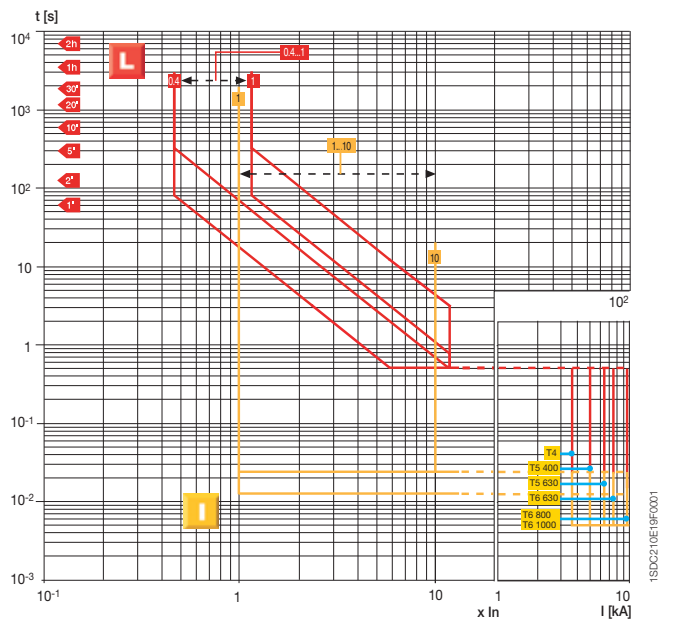 t [s]
10⁴
2h
L
0.4...1
1h
0.4
1
30'
20'
1
10³
10'
1...10
5'
2'
10²
1'
10
10
10²
1
10⁻¹
T4
T5 400
T5 630
10⁻²
I
T6 630
T6 800
T6 1000
10⁻³
10⁻¹
1
10
x In
1
10
I [kA]
1SDC210E19F0001